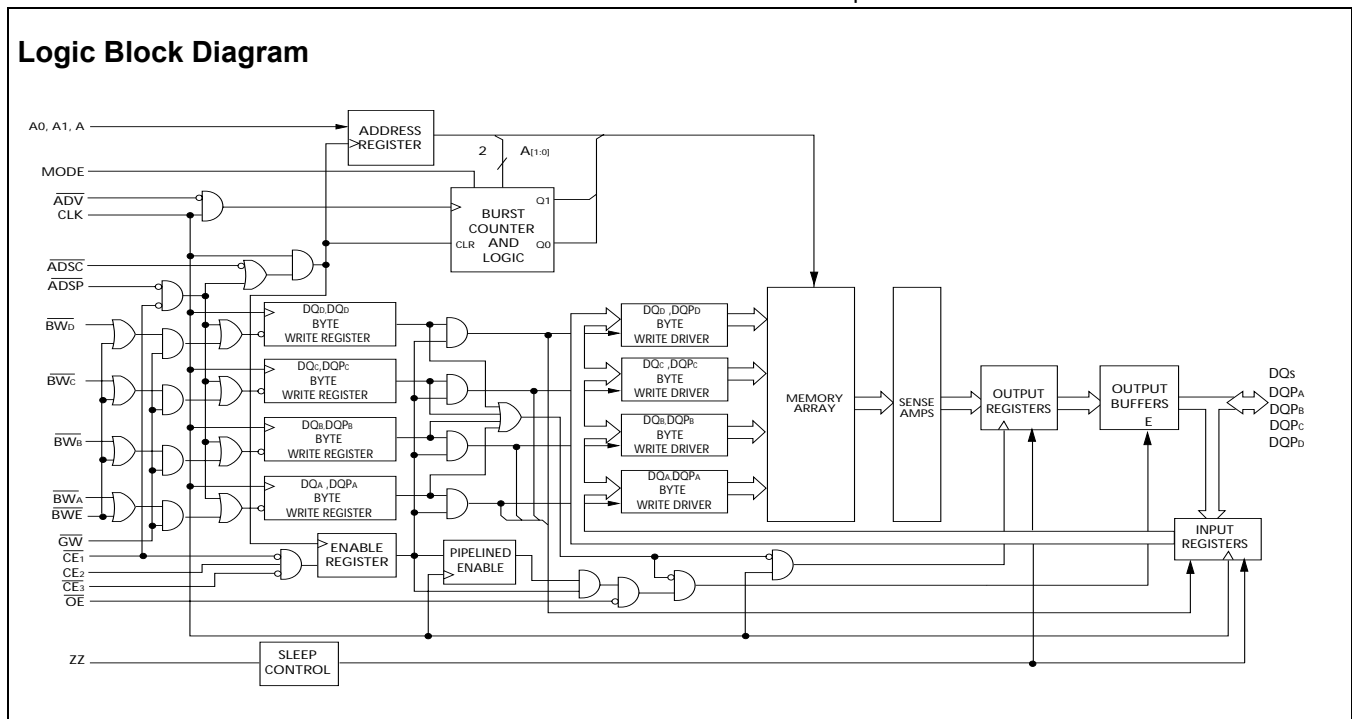 Logic Block Diagram
A0, A1, A
ADDRESS
REGISTER
2
A[1:0]
MODE
ADV
CLK
BURST
COUNTER
AND
LOGIC
CLR
Q1
Q0
ADSC
ADSP
BWD
BWC
BWB
BWA
BWE
GW
CE1
CE2
CE3
OE
ZZ
DQD,DQD
BYTE
WRITE REGISTER
DQC,DQPC
BYTE
WRITE REGISTER
DQB,DQPB
BYTE
WRITE REGISTER
DQA ,DQPA
BYTE
WRITE REGISTER
ENABLE
REGISTER
PIPELINED
ENABLE
SLEEP
CONTROL
DQD ,DQPD
BYTE
WRITE DRIVER
DQC ,DQPC
BYTE
WRITE DRIVER
DQB,DQPB
BYTE
WRITE DRIVER
DQA,DQPA
BYTE
WRITE DRIVER
MEMORY
ARRAY
SENSE
AMPS
OUTPUT
REGISTERS
OUTPUT
BUFFERS
E
INPUT
REGISTERS
DQs
DQPA
DQPB
DQPC
DQPD